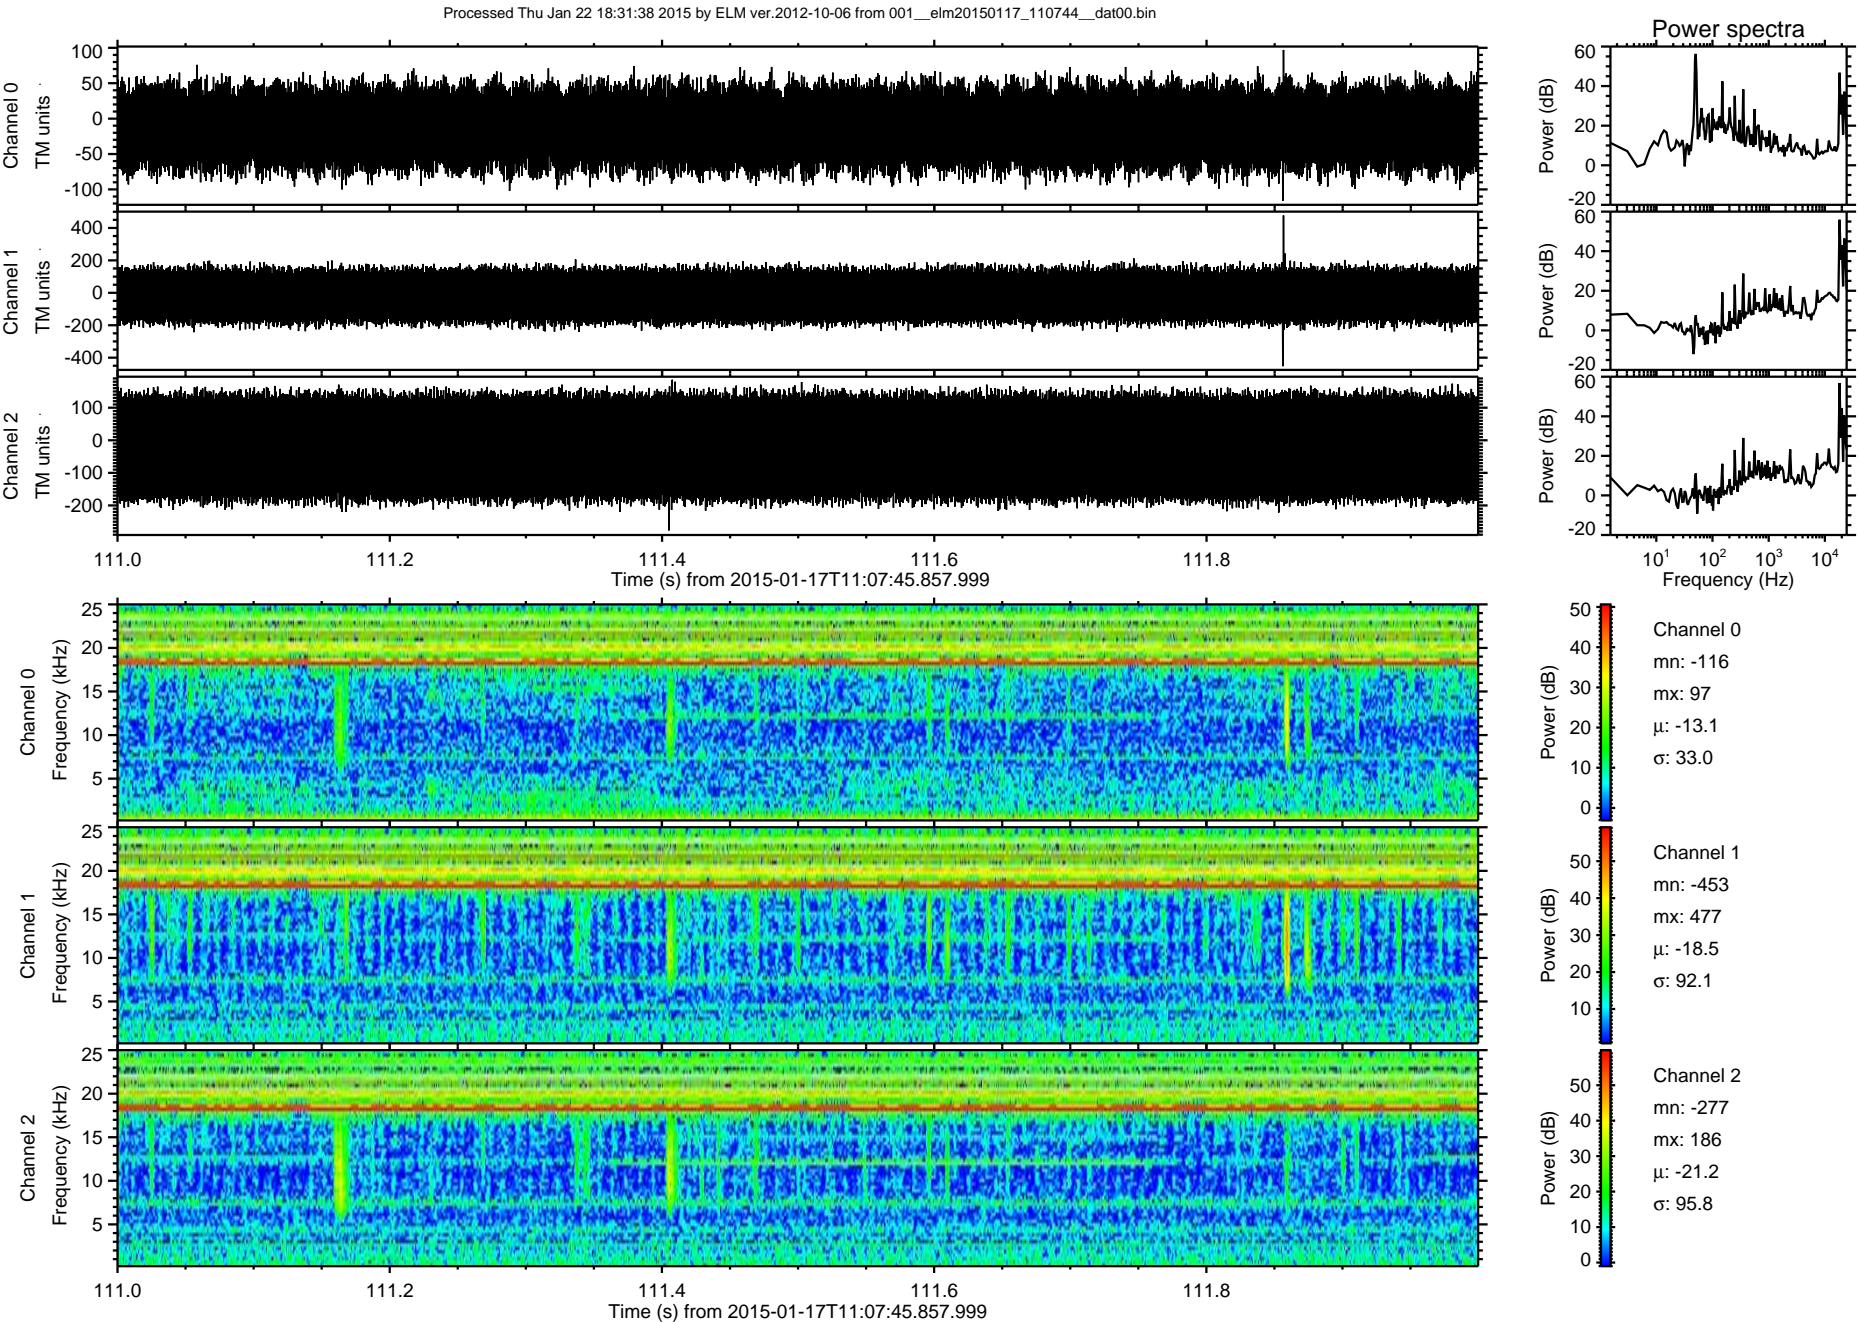 Processed Thu Jan 22 18:31:38 2015 by ELM ver.2012-10-06 from 001__elm20150117_110744__dat00.bin
Power spectra
Channel 0
TM units
100
50
0
-50
-100
Power (dB)
60
40
20
0
-20
Channel 1
TM units
400
200
0
-200
-400
Power (dB)
60
40
20
0
-20
Channel 2
TM units
100
0
-100
-200
Power (dB)
60
40
20
0
-20
111.0 111.2 111.4 111.6 111.8
Time (s) from 2015-01-17T11:07:45.857.999
10¹ 10² 10³ 10⁴
Frequency (Hz)
Channel 0
Frequency (kHz)
25
20
15
10
5
Power (dB)
50
40
30
20
10
0
Channel 0
mn: -116
mx: 97
μ: -13.1
σ: 33.0
Channel 1
Frequency (kHz)
25
20
15
10
5
Power (dB)
50
40
30
20
10
Channel 1
mn: -453
mx: 477
μ: -18.5
σ: 92.1
Channel 2
Frequency (kHz)
25
20
15
10
5
Power (dB)
50
40
30
20
10
0
Channel 2
mn: -277
mx: 186
μ: -21.2
σ: 95.8
111.0 111.2 111.4 111.6 111.8
Time (s) from 2015-01-17T11:07:45.857.999